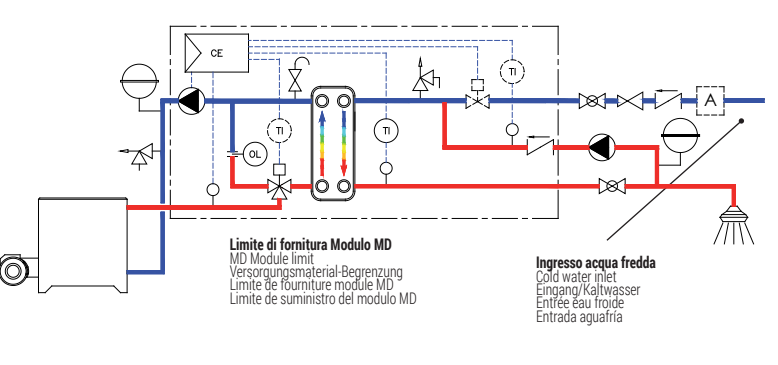 CE
TI
A
TI
TI
OL
Limite di fornitura Modulo MD
MD Module limit
Versorgungsmaterial-Begrenzung
Limite de fourniture module MD
Limite de suministro del modulo MD
Ingresso acqua fredda
Cold water inlet
Eingang/Kaltwasser
Entrée eau froide
Entrada aguafría